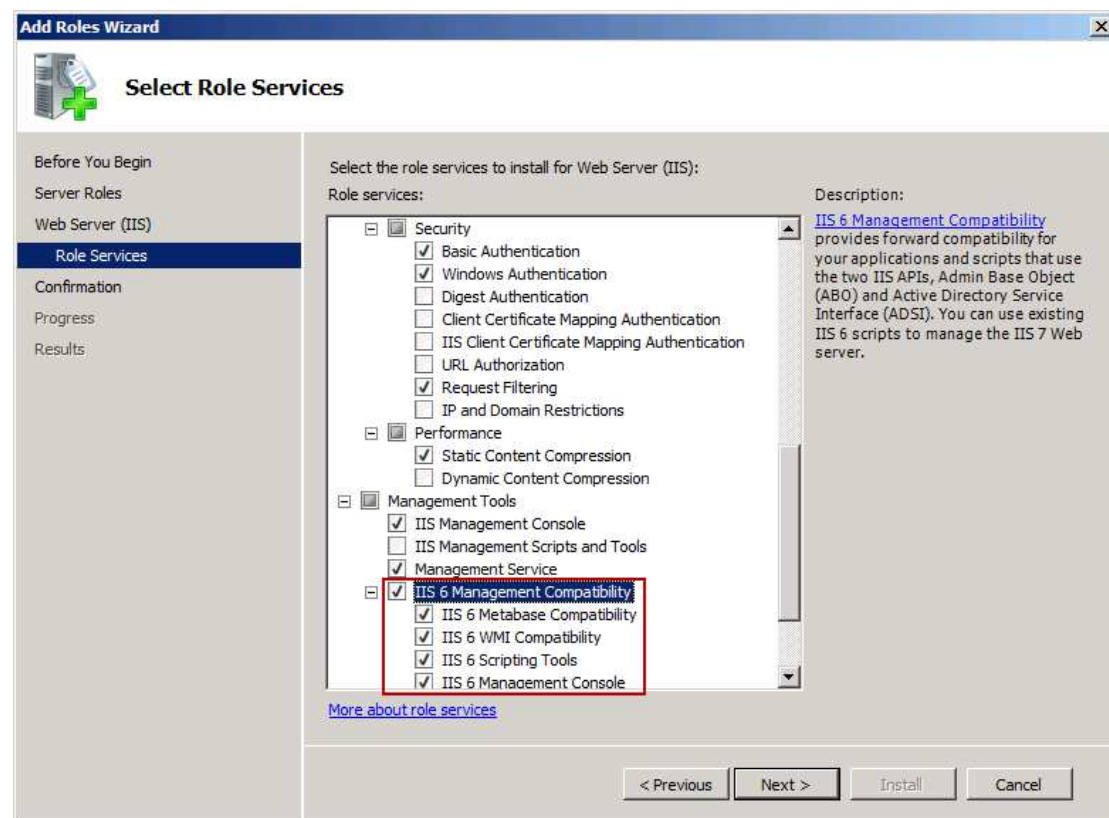 Add Roles Wizard
Select Role Services
Before You Begin
Server Roles
Web Server (IIS)
Role Services
Confirmation
Progress
Results
Select the role services to install for Web Server (IIS):
Role services:
Security
Basic Authentication
Windows Authentication
Digest Authentication
Client Certificate Mapping Authentication
IIS Client Certificate Mapping Authentication
URL Authorization
Request Filtering
IP and Domain Restrictions
Performance
Static Content Compression
Dynamic Content Compression
Management Tools
IIS Management Console
IIS Management Scripts and Tools
Management Service
IIS 6 Management Compatibility
IIS 6 Metabase Compatibility
IIS 6 WMI Compatibility
IIS 6 Scripting Tools
IIS 6 Management Console
More about role services
Description:
IIS 6 Management Compatibility
provides forward compatibility for
your applications and scripts that use
the two IIS APIs, Admin Base Object
(ABO) and Active Directory Service
Interface (ADSI). You can use existing
IIS 6 scripts to manage the IIS 7 Web
server.
< Previous
Next >
Install
Cancel